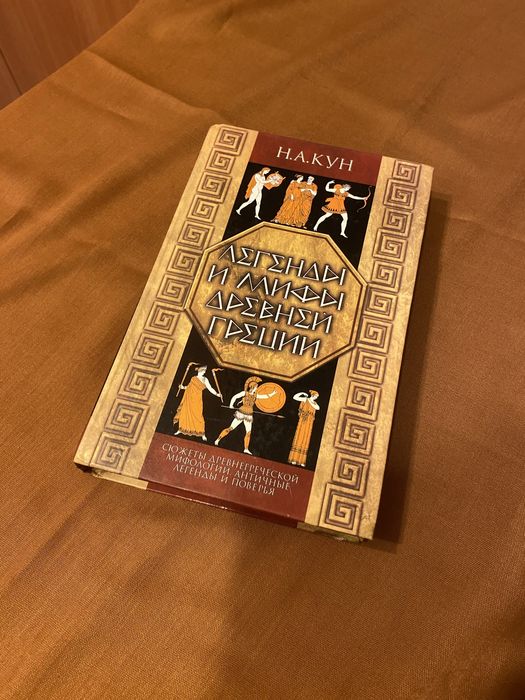 Н.А.КУН
ЛЕГЕНДЫ
И МИФЫ
ДРЕВНЕЙ
ГРЕЦИИ
СЮЖЕТЫ ДРЕВНЕГРЕЧЕСКОЙ
МИФОЛОГИИ, АНТИЧНЫЕ
ЛЕГЕНДЫ И ПОВЕРЬЯ